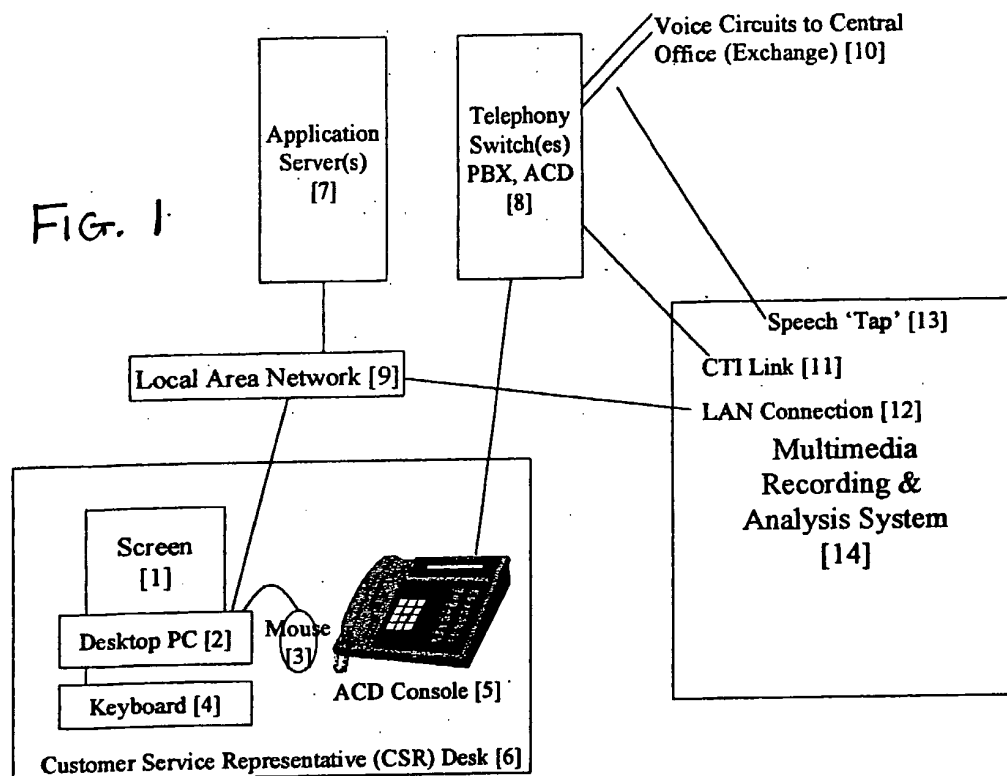 Voice Circuits to Central
Office (Exchange) [10]
Application
Server(s)
[7]
Telephony
Switch(es)
PBX, ACD
[8]
FIG. 1
Speech ‘Tap’ [13]
CTI Link [11]
Local Area Network [9]
LAN Connection [12]
Multimedia
Recording &
Analysis System
[14]
Screen
[1]
Desktop PC [2]
Mouse
[3]
Keyboard [4]
ACD Console [5]
Customer Service Representative (CSR) Desk [6]